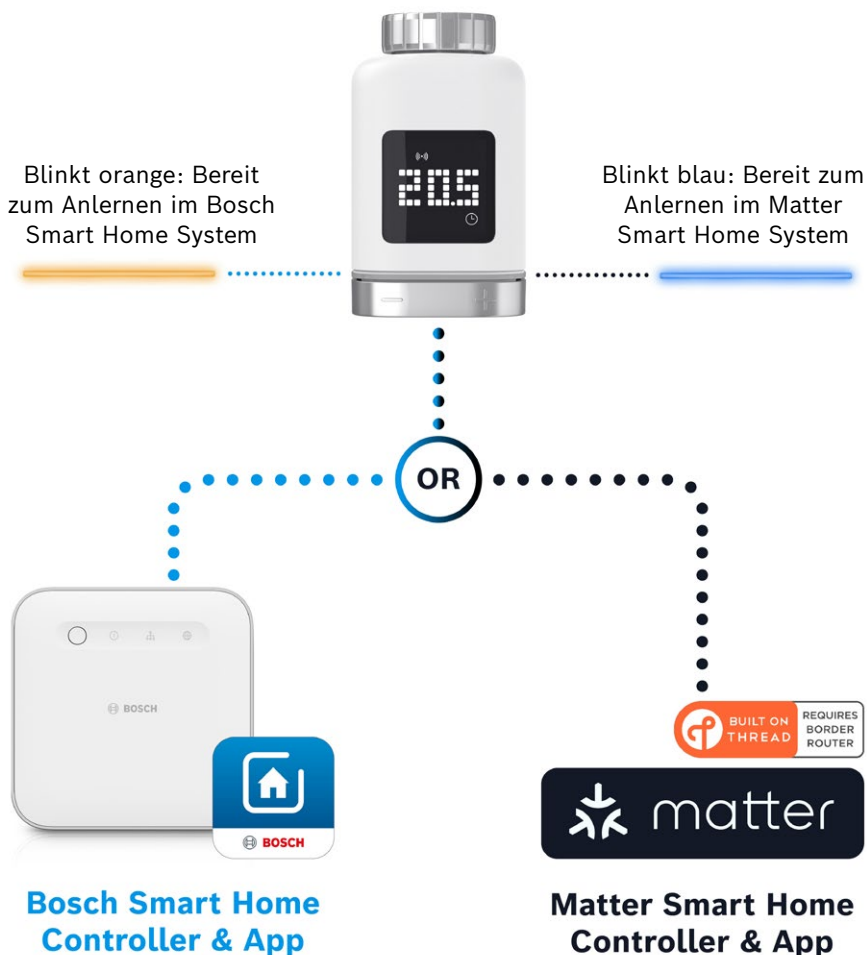 20.5
Blinkt orange: Bereit
zum Anlernen im Bosch
Smart Home System
Blinkt blau: Bereit zum
Anlernen im Matter
Smart Home System
OR
BOSCH
BOSCH
BUILT ON
THREAD
REQUIRES
BORDER
ROUTER
matter
Bosch Smart Home
Controller & App
Matter Smart Home
Controller & App